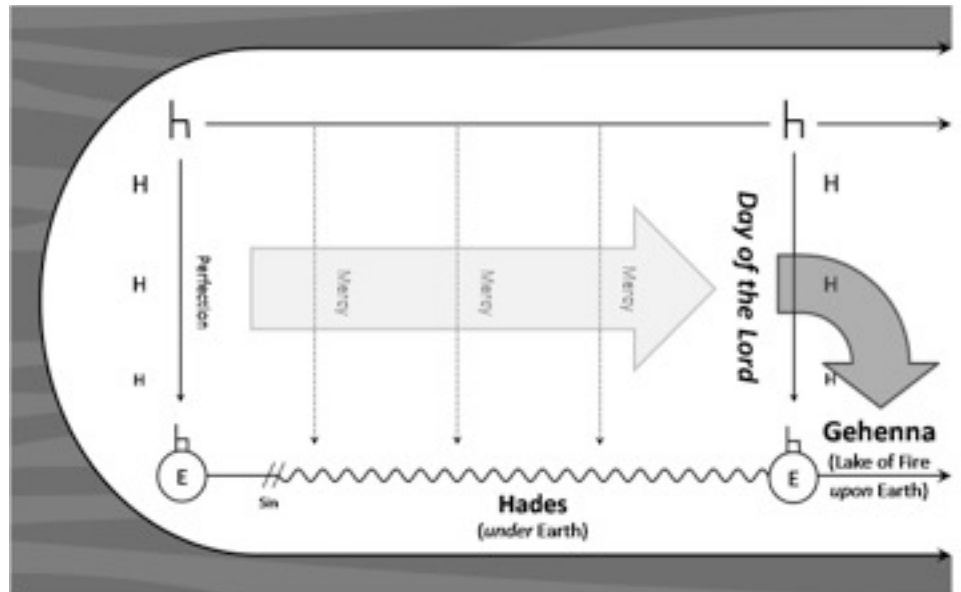 H
H
H
H
H
H
Perfection
Mercy
Mercy
Mercy
Day of the Lord
E
Sin
Hades
(under Earth)
E
Gehenna
(Lake of Fire
upon Earth)